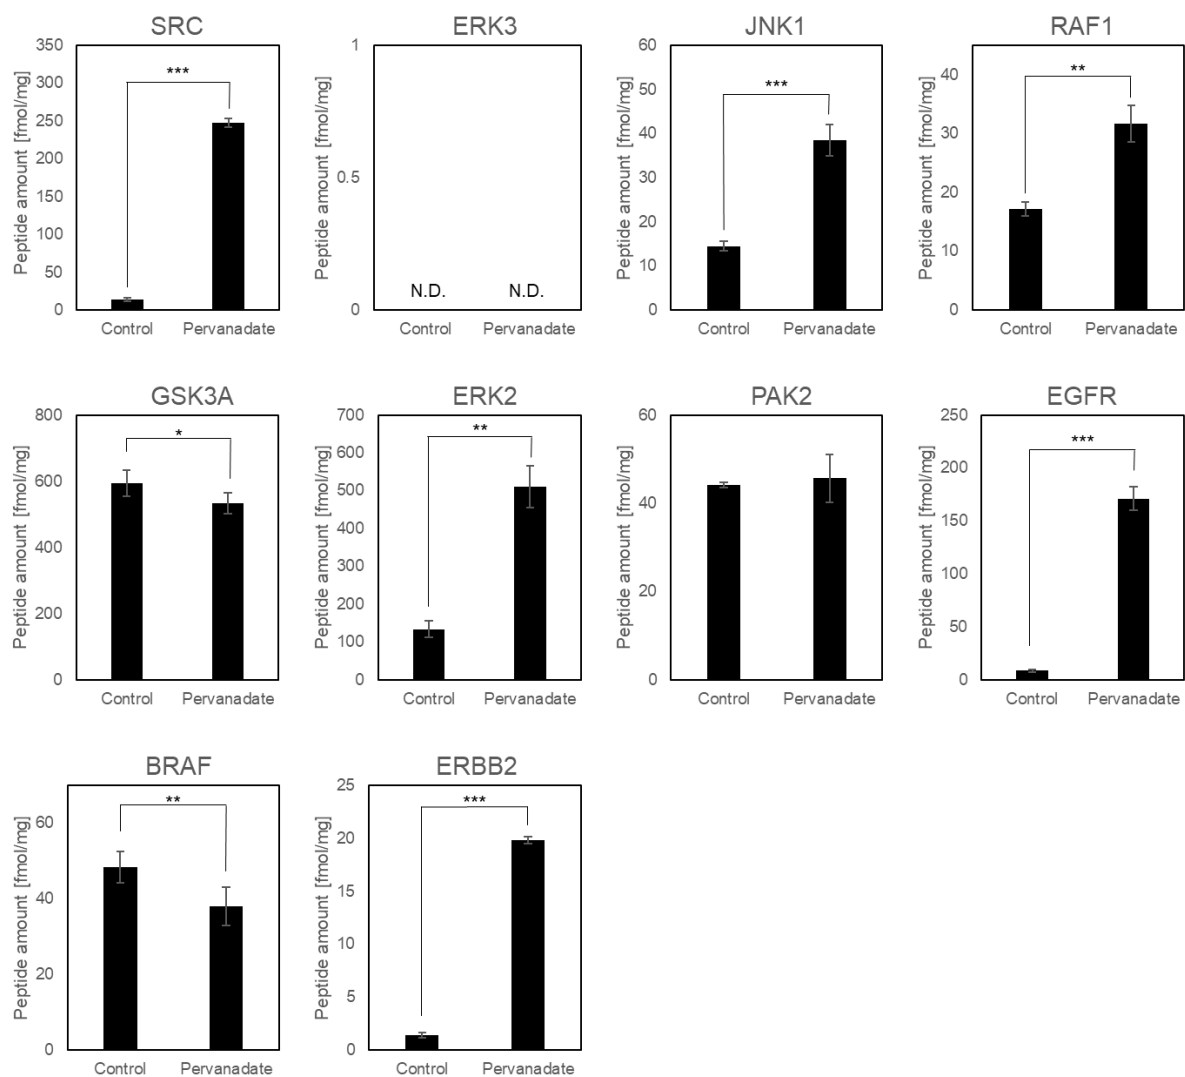 SRC
Peptide amount [fmol/mg]
350
300
250
200
150
100
50
0
***
Control Pervanadate
ERK3
Peptide amount [fmol/mg]
1
0.5
0
N.D. N.D.
Control Pervanadate
JNK1
Peptide amount [fmol/mg]
60
50
40
30
20
10
0
***
Control Pervanadate
RAF1
Peptide amount [fmol/mg]
40
30
20
10
0
**
Control Pervanadate
GSK3A
Peptide amount [fmol/mg]
800
600
400
200
0
*
Control Pervanadate
ERK2
Peptide amount [fmol/mg]
700
600
500
400
300
200
100
0
**
Control Pervanadate
PAK2
Peptide amount [fmol/mg]
60
40
20
0
Control Pervanadate
EGFR
Peptide amount [fmol/mg]
250
200
150
100
50
0
***
Control Pervanadate
BRAF
Peptide amount [fmol/mg]
60
40
20
0
**
Control Pervanadate
ERBB2
Peptide amount [fmol/mg]
25
20
15
10
5
0
***
Control Pervanadate